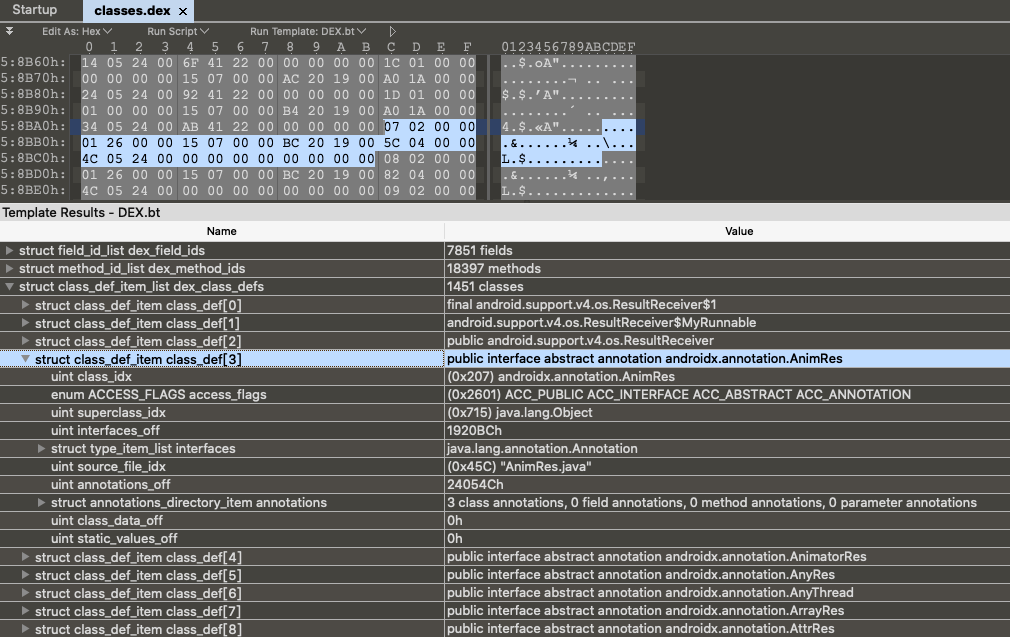 Startup classes.dex ×
Edit As: Hex Run Script Run Template: DEX.bt
0 1 2 3 4 5 6 7 8 9 A B C D E F 0123456789ABCDEF
5:8B60h: 14 05 24 00 6F 41 22 00 00 00 00 00 1C 01 00 00 ..$.oA".........
5:8B70h: 00 00 00 00 15 07 00 00 AC 20 19 00 A0 1A 00 00 ........¬ .. ...
5:8B80h: 24 05 24 00 92 41 22 00 00 00 00 00 1D 01 00 00 $.$.’A".........
5:8B90h: 01 00 00 00 15 07 00 00 B4 20 19 00 A0 1A 00 00 ........´ .. ...
5:8BA0h: 34 05 24 00 AB 41 22 00 00 00 00 00 07 02 00 00 4.$.«A".........
5:8BB0h: 01 26 00 00 15 07 00 00 BC 20 19 00 5C 04 00 00 .&......¼ ..\...
5:8BC0h: 4C 05 24 00 00 00 00 00 00 00 00 00 08 02 00 00 L.$.............
5:8BD0h: 01 26 00 00 15 07 00 00 BC 20 19 00 82 04 00 00 .&......¼ ..‚...
5:8BE0h: 4C 05 24 00 00 00 00 00 00 00 00 00 09 02 00 00 L.$.............
Template Results - DEX.bt
Name Value
struct field_id_list dex_field_ids 7851 fields
struct method_id_list dex_method_ids 18397 methods
struct class_def_item_list dex_class_defs 1451 classes
struct class_def_item class_def[0] final android.support.v4.os.ResultReceiver$1
struct class_def_item class_def[1] android.support.v4.os.ResultReceiver$MyRunnable
struct class_def_item class_def[2] public android.support.v4.os.ResultReceiver
struct class_def_item class_def[3] public interface abstract annotation androidx.annotation.AnimRes
uint class_idx (0x207) androidx.annotation.AnimRes
enum ACCESS_FLAGS access_flags (0x2601) ACC_PUBLIC ACC_INTERFACE ACC_ABSTRACT ACC_ANNOTATION
uint superclass_idx (0x715) java.lang.Object
uint interfaces_off 1920BCh
struct type_item_list interfaces java.lang.annotation.Annotation
uint source_file_idx (0x45C) "AnimRes.java"
uint annotations_off 24054Ch
struct annotations_directory_item annotations 3 class annotations, 0 field annotations, 0 method annotations, 0 parameter annotations
uint class_data_off 0h
uint static_values_off 0h
struct class_def_item class_def[4] public interface abstract annotation androidx.annotation.AnimatorRes
struct class_def_item class_def[5] public interface abstract annotation androidx.annotation.AnyRes
struct class_def_item class_def[6] public interface abstract annotation androidx.annotation.AnyThread
struct class_def_item class_def[7] public interface abstract annotation androidx.annotation.ArrayRes
struct class_def_item class_def[8] public interface abstract annotation androidx.annotation.AttrRes